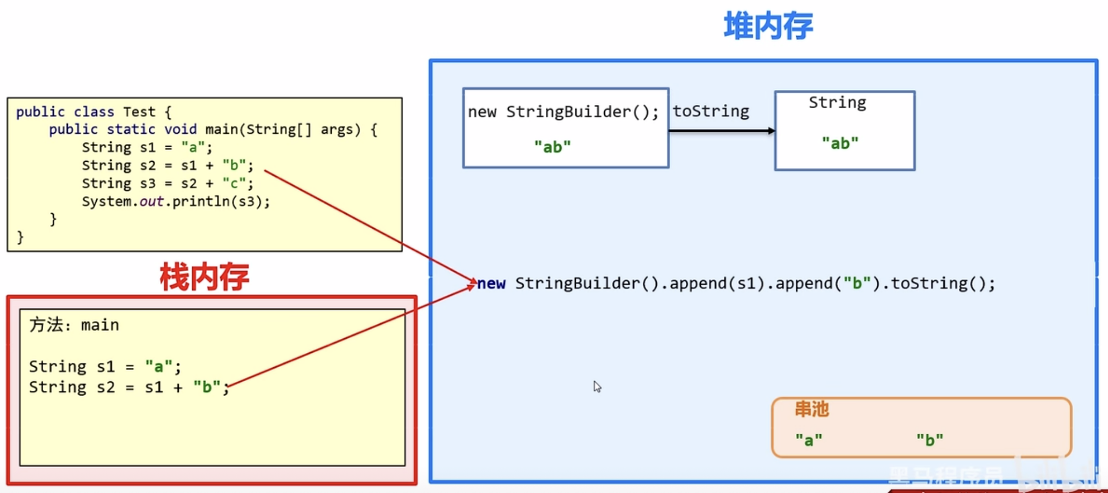 堆内存
public class Test {
public static void main(String[] args) {
String s1 = "a";
String s2 = s1 + "b";
String s3 = s2 + "c";
System.out.println(s3);
}
}
new StringBuilder();
"ab"
toString
String
"ab"
new StringBuilder().append(s1).append("b").toString();
栈内存
方法：main
String s1 = "a";
String s2 = s1 + "b";
串池
"a" "b"
黑马程序员